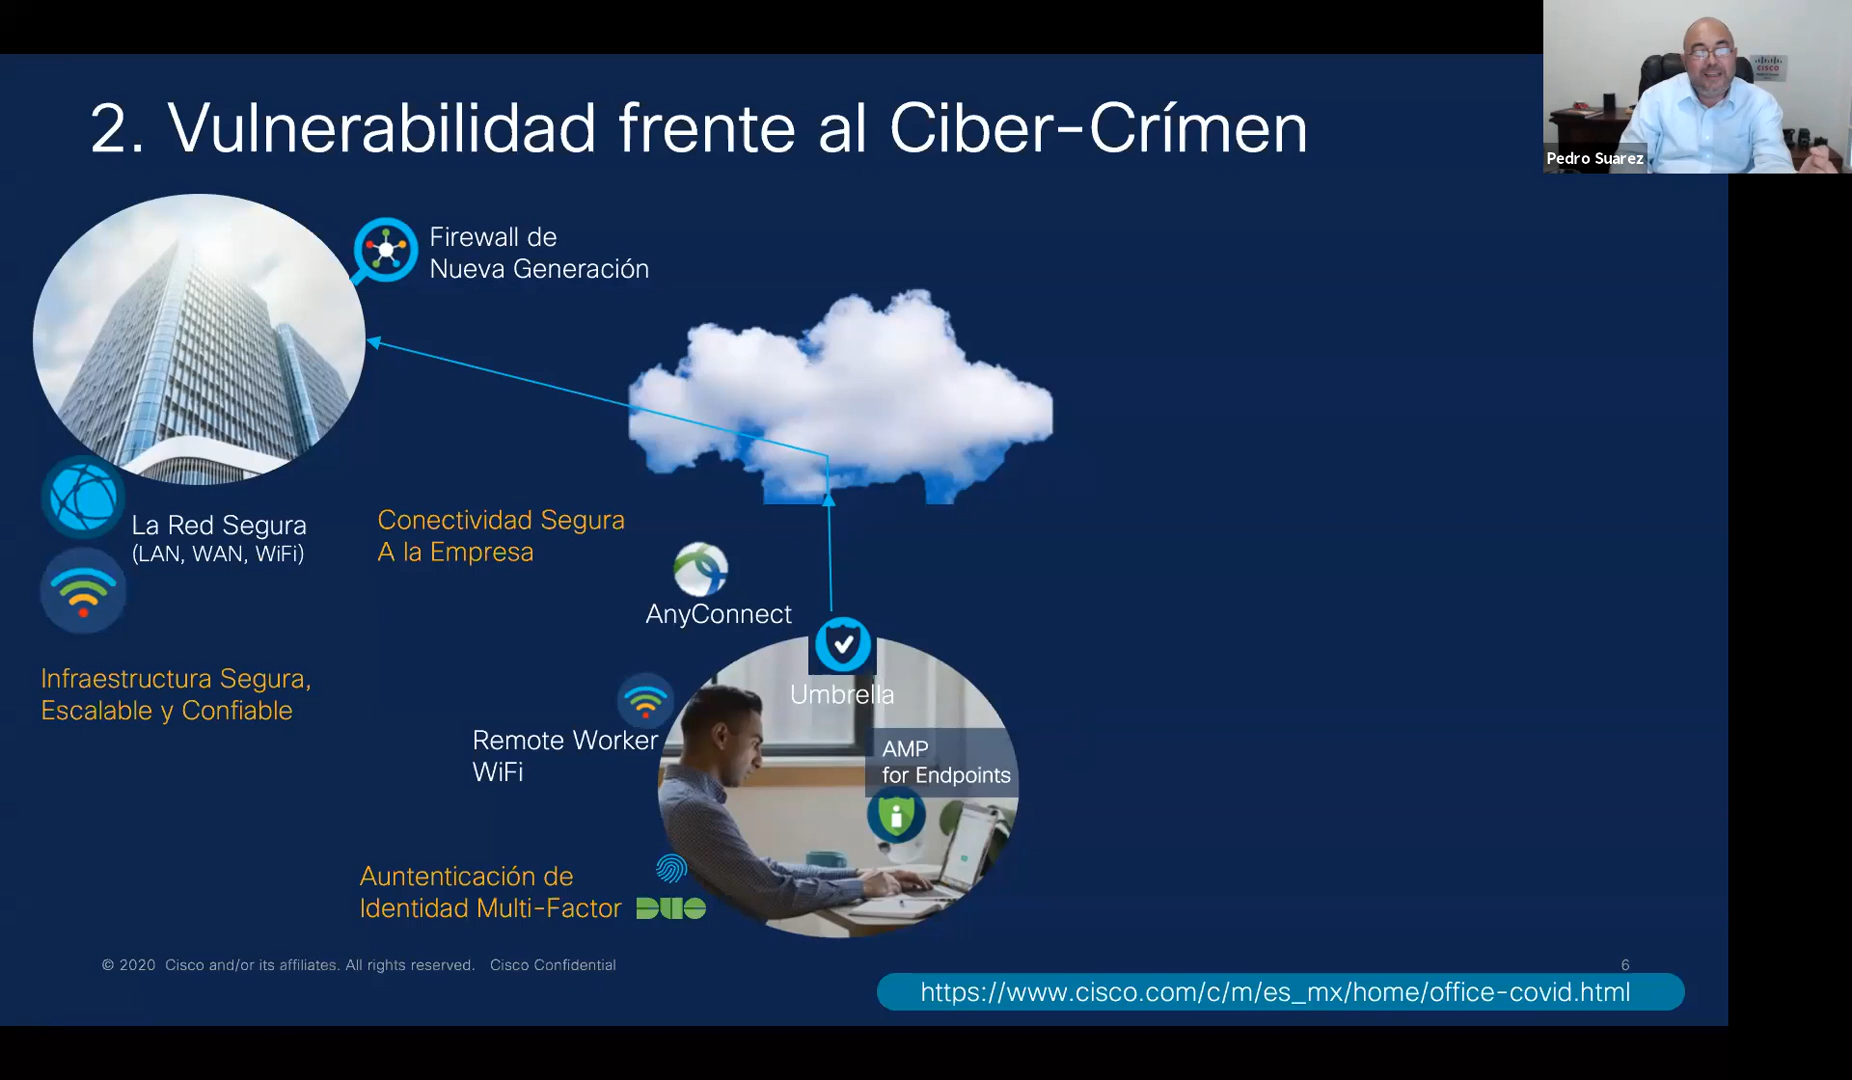 2. Vulnerabilidad frente al Ciber-Crímen
CISCO
Pedro Suarez
Firewall de
Nueva Generación
La Red Segura
(LAN, WAN, WiFi)
Conectividad Segura
A la Empresa
AnyConnect
Infraestructura Segura,
Escalable y Confiable
Umbrella
Remote Worker
WiFi
AMP
for Endpoints
Auntenticación de
Identidad Multi-Factor
DUO
© 2020 Cisco and/or its affiliates. All rights reserved. Cisco Confidential
6
https://www.cisco.com/c/m/es_mx/home/office-covid.html